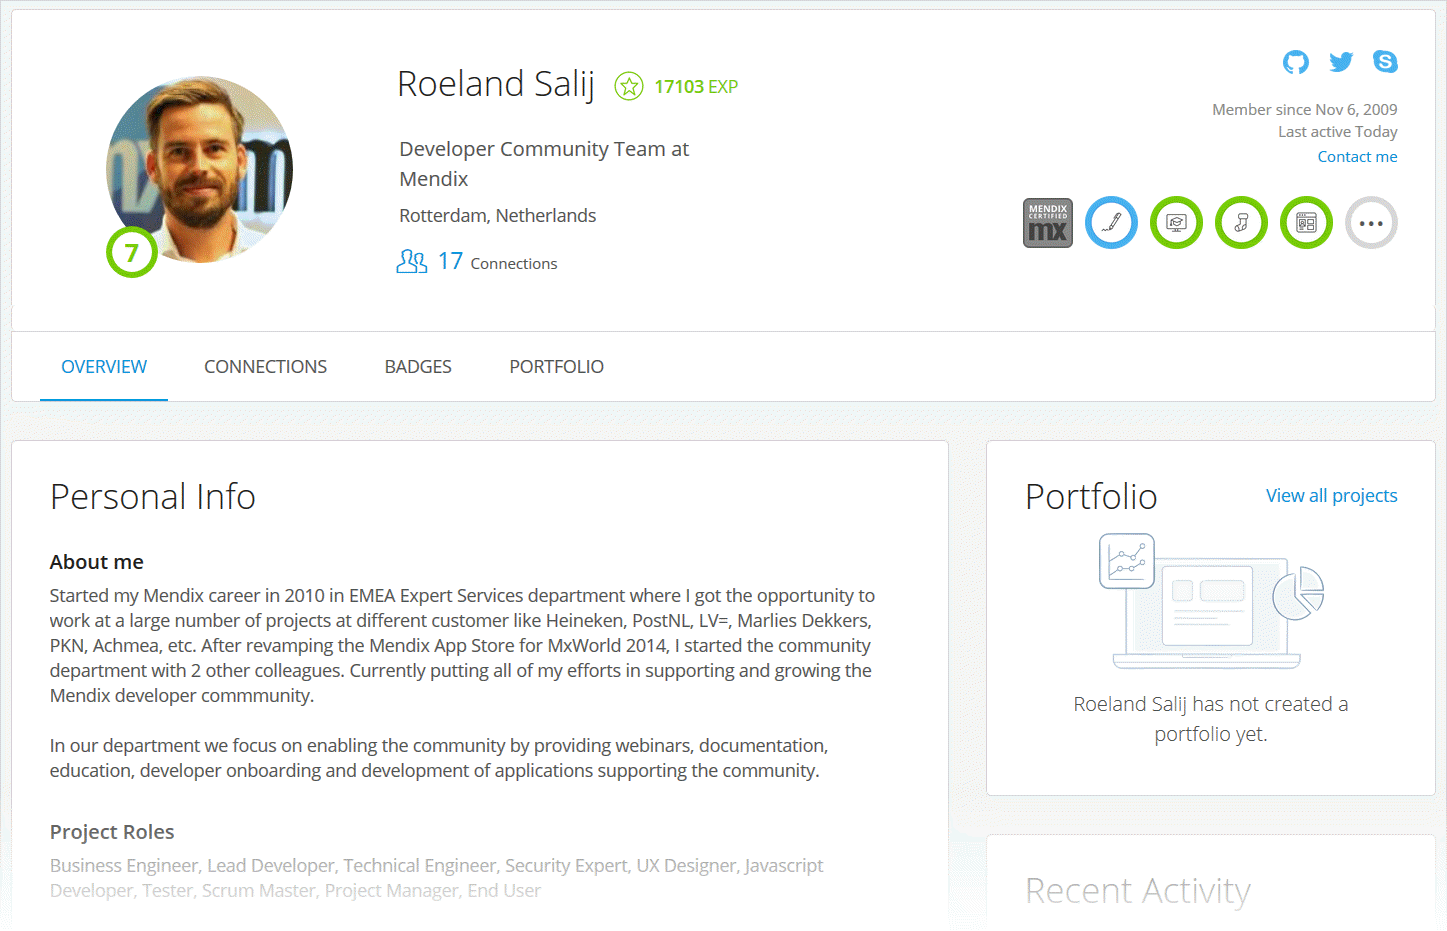 Roeland Salij
17103 EXP
Developer Community Team at
Mendix
Rotterdam, Netherlands
17 Connections
7
Member since Nov 6, 2009
Last active Today
Contact me
MENDIX
CERTIFIED
mx
OVERVIEW
CONNECTIONS
BADGES
PORTFOLIO
Personal Info
About me
Started my Mendix career in 2010 in EMEA Expert Services department where I got the opportunity to
work at a large number of projects at different customer like Heineken, PostNL, LV=, Marlies Dekkers,
PKN, Achmea, etc. After revamping the Mendix App Store for MxWorld 2014, I started the community
department with 2 other colleagues. Currently putting all of my efforts in supporting and growing the
Mendix developer commmunity.
In our department we focus on enabling the community by providing webinars, documentation,
education, developer onboarding and development of applications supporting the community.
Project Roles
Business Engineer, Lead Developer, Technical Engineer, Security Expert, UX Designer, Javascript
Developer, Tester, Scrum Master, Project Manager, End User
Portfolio
View all projects
Roeland Salij has not created a
portfolio yet.
Recent Activity